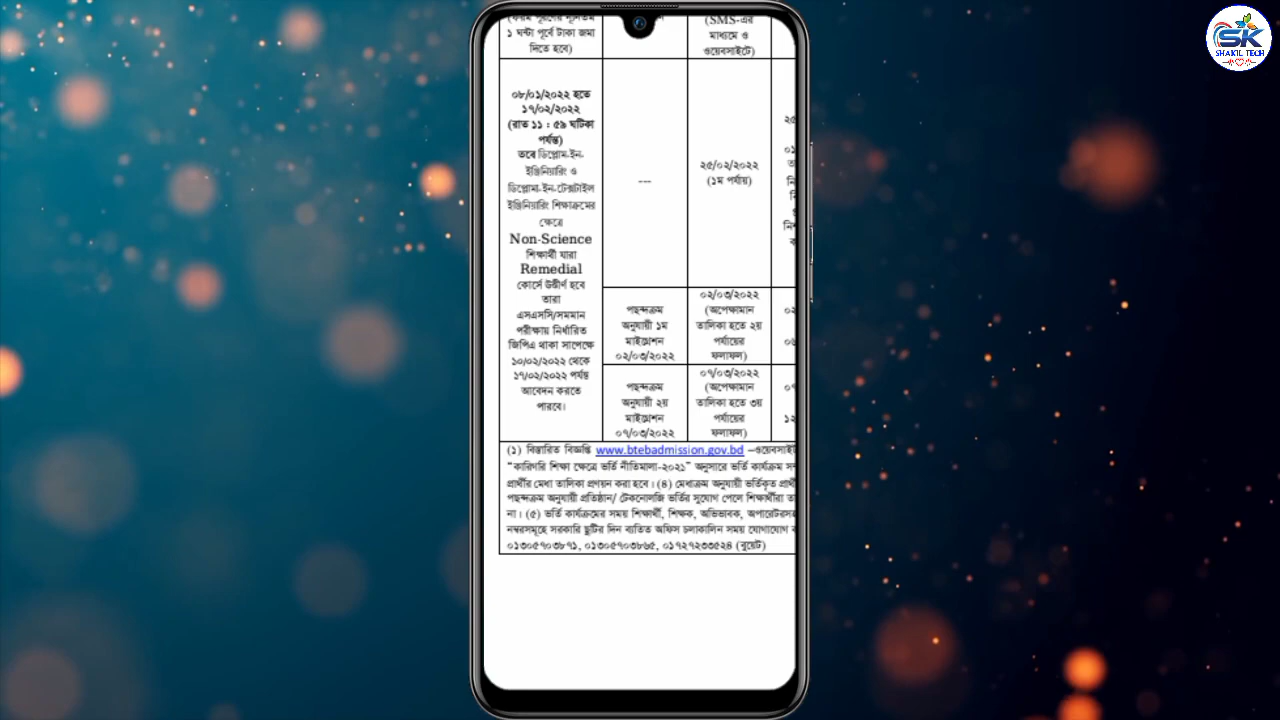 (ফরম পূরণের ন্যূনতম
১ ঘন্টা পূর্বে টাকা জমা
দিতে হবে)
(SMS-এর
মাধ্যমে ও
ওয়েবসাইটে)
০৮/০১/২০২২ হতে
১৭/০২/২০২২
(রাত ১১ : ৫৯ ঘটিকা
পর্যন্ত)
তবে ডিপ্লোম-ইন-
ইঞ্জিনিয়ারিং ও
ডিপ্লোমা-ইন-টেক্সটাইল
ইঞ্জিনিয়ারিং শিক্ষাক্রমের
ক্ষেত্রে
Non-Science
শিক্ষার্থী যারা
Remedial
কোর্সে উত্তীর্ণ হবে
তারা
এসএসসি/সমমান
পরীক্ষায় নির্ধারিত
জিপিএ থাকা সাপেক্ষে
১০/০২/২০২২ থেকে
১৭/০২/২০২২ পর্যন্ত
আবেদন করতে
পারবে।
---
২৫/০২/২০২২
(১ম পর্যায়)
পছন্দক্রম
অনুযায়ী ১ম
মাইগ্রেশন
০২/০৩/২০২২
০২/০৩/২০২২
(অপেক্ষামান
তালিকা হতে ২য়
পর্যায়ের
ফলাফল)
পছন্দক্রম
অনুযায়ী ২য়
মাইগ্রেশন
০৭/০৩/২০২২
০৭/০৩/২০২২
(অপেক্ষামান
তালিকা হতে ৩য়
পর্যায়ের
ফলাফল)
(১) বিস্তারিত বিজ্ঞপ্তি www.btebadmission.gov.bd –ওয়েবসাইট
“কারিগরি শিক্ষা ক্ষেত্রে ভর্তি নীতিমালা-২০২১” অনুসারে ভর্তি কার্যক্রম
প্রার্থীর মেধা তালিকা প্রণয়ন করা হবে। (৪) মেধাক্রম অনুযায়ী ভর্তিকৃত প্রার্থী
পছন্দক্রম অনুযায়ী প্রতিষ্ঠান/ টেকনোলজি ভর্তির সুযোগ পেলে শিক্ষার্থীরা
না। (৫) ভর্তি কার্যক্রমের সময় শিক্ষার্থী, শিক্ষক, অভিভাবক,
নম্বরসমূহে সরকারি ছুটির দিন ব্যতিত অফিস চলাকালিন সময় যোগাযোগ
০১৩০৫৭০৩৮৭১, ০১৩০৫৭০৩৮৬৫, ০১৭২৭২৩৩৫২৪ (বুয়েট)
SK
SHAKIL TECH